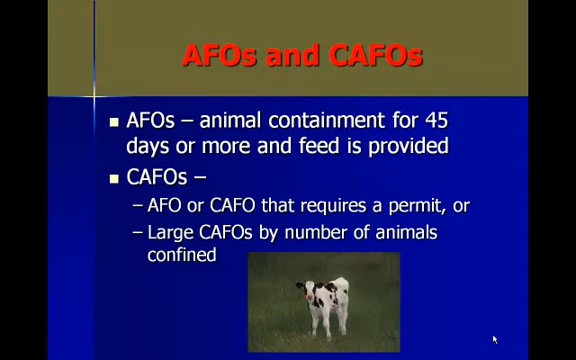 AFOs and CAFOs
AFOs – animal containment for 45
days or more and feed is provided
CAFOs –
– AFO or CAFO that requires a permit, or
– Large CAFOs by number of animals
confined